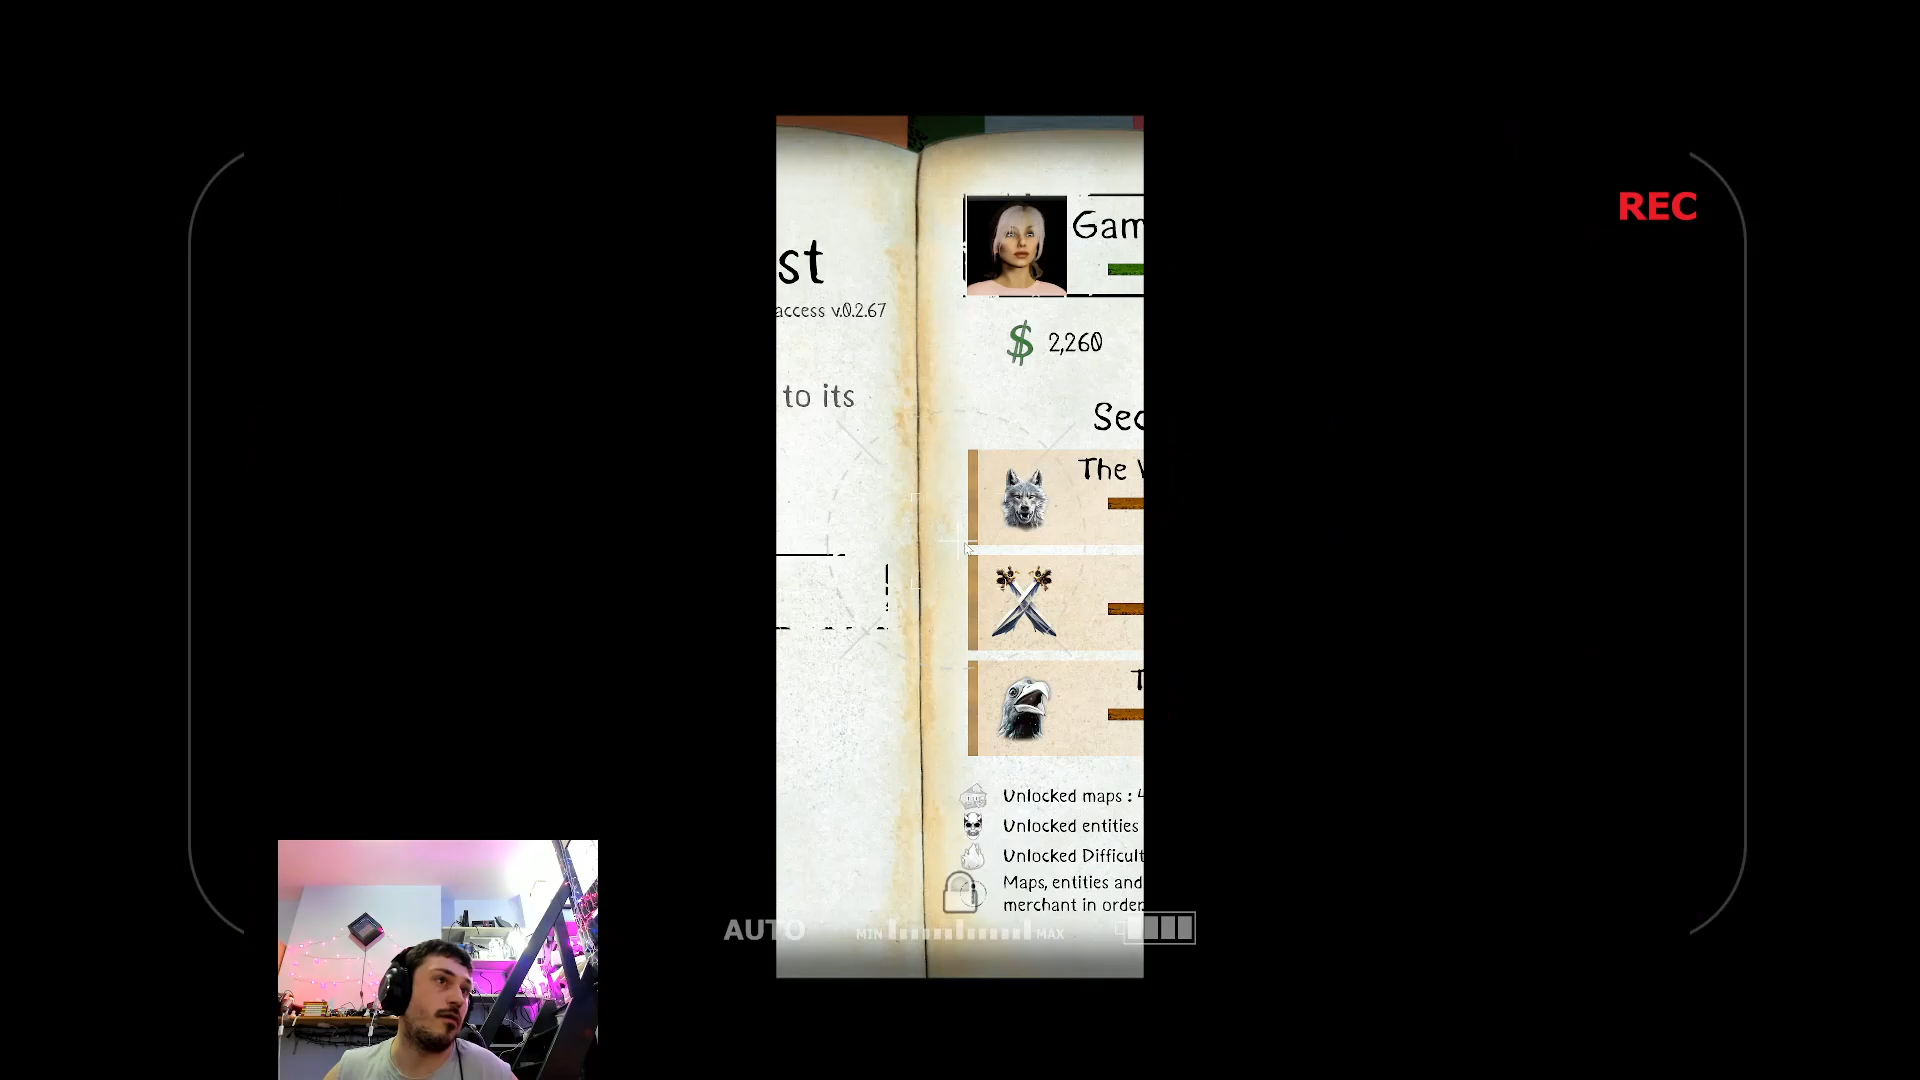 st
access v.0.2.67
to its
Gam
$ 2,260
Sec
The
Unlocked maps : 4
Unlocked entities
Unlocked Difficult
Maps, entities and
merchant in order
REC
AUTO
MIN
MAX